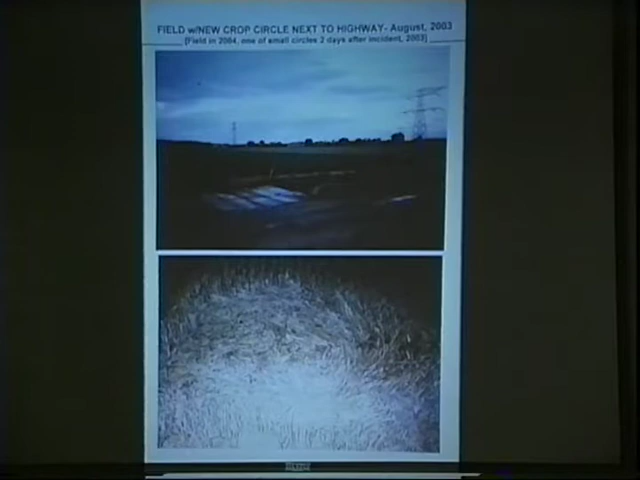 FIELD w/NEW CROP CIRCLE NEXT TO HIGHWAY- August, 2003
[Field in 2004, one of small circles 2 days after incident, 2003]